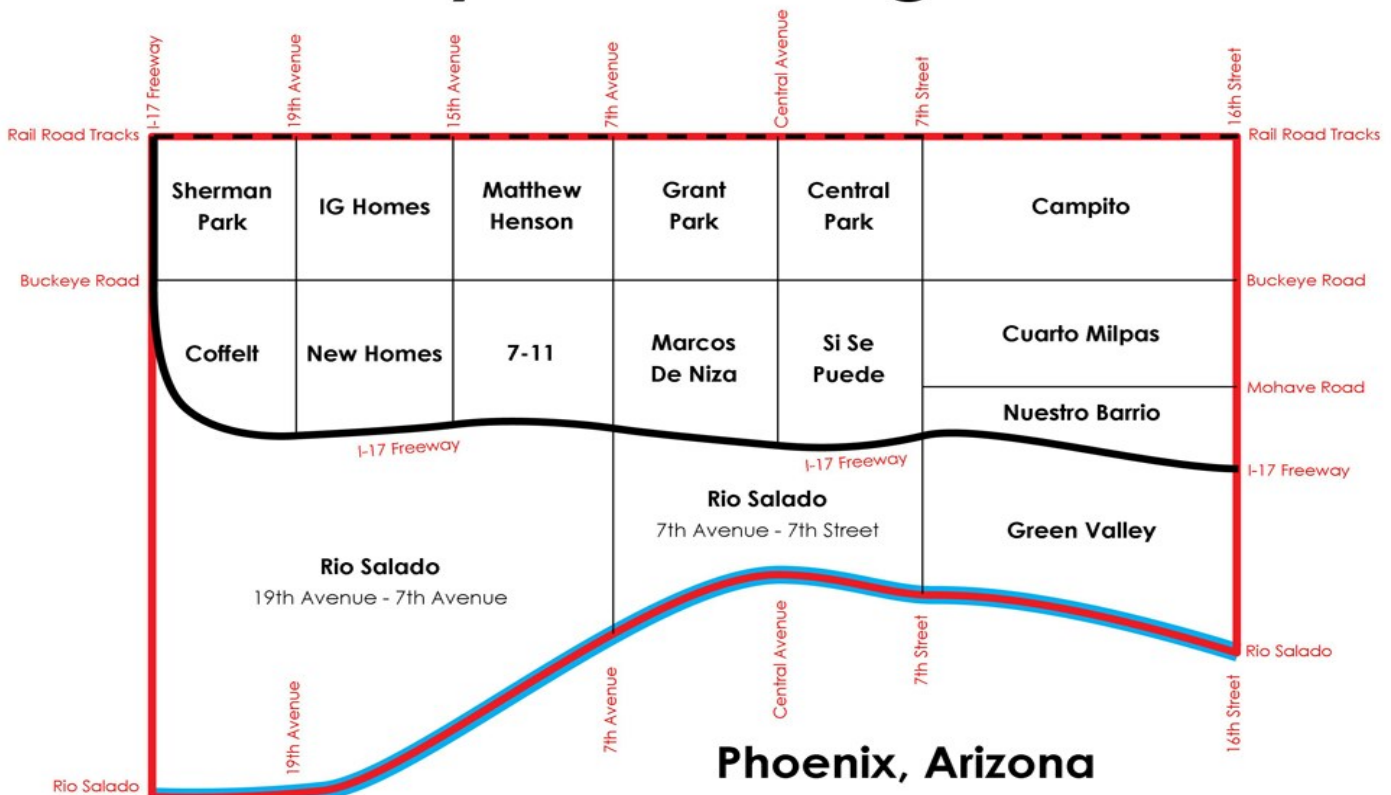 I-17 Freeway
19th Avenue
15th Avenue
7th Avenue
Central Avenue
7th Street
16th Street
Rail Road Tracks
Rail Road Tracks
Sherman
Park
IG Homes
Matthew
Henson
Grant
Park
Central
Park
Campito
Buckeye Road
Buckeye Road
Coffelt
New Homes
7-11
Marcos
De Niza
Si Se
Puede
Cuarto Milpas
Mohave Road
Nuestro Barrio
I-17 Freeway
I-17 Freeway
I-17 Freeway
Rio Salado
7th Avenue - 7th Street
Green Valley
Rio Salado
19th Avenue - 7th Avenue
Rio Salado
19th Avenue
7th Avenue
Central Avenue
7th Street
16th Street
Phoenix, Arizona
Rio Salado